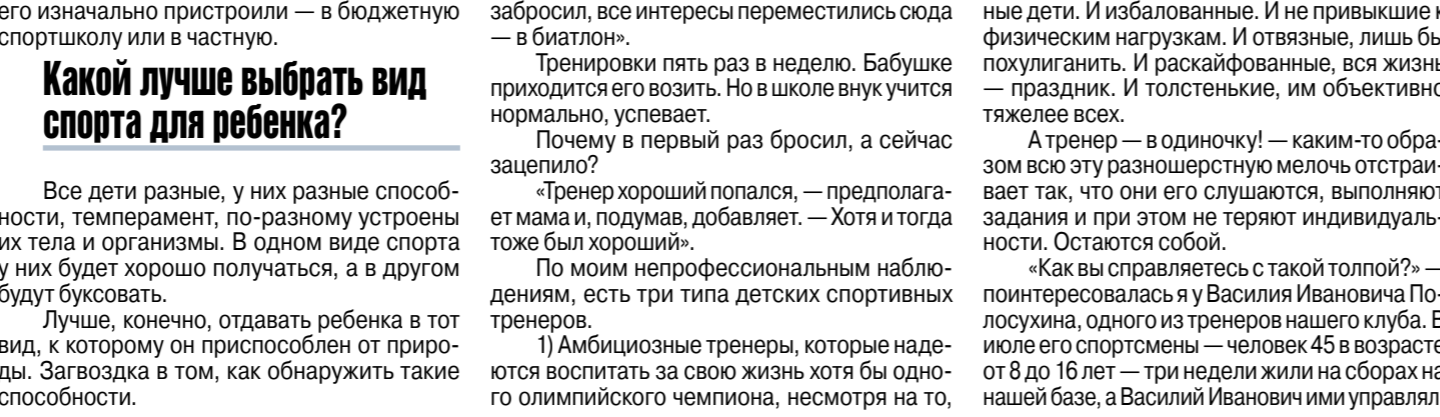 его изначально пристроили — в бюджетную
спортшколу или в частную.
Какой лучше выбрать вид
спорта для ребенка?
Все дети разные, у них разные способ-
ности, темперамент, по-разному устроены
их тела и организмы. В одном виде спорта
у них будет хорошо получаться, а в другом
будут буксовать.
Лучше, конечно, отдавать ребенка в тот
вид, к которому он приспособлен от приро-
ды. Загвоздка в том, как обнаружить такие
способности.
забросил, все интересы переместились сюда
— в биатлон».
Тренировки пять раз в неделю. Бабушке
приходится его возить. Но в школе внук учится
нормально, успевает.
Почему в первый раз бросил, а сейчас
зацепило?
«Тренер хороший попался, — предполага-
ет мама и, подумав, добавляет. — Хотя и тогда
тоже был хороший».
По моим непрофессиональным наблю-
дениям, есть три типа детских спортивных
тренеров.
1) Амбициозные тренеры, которые наде-
ются воспитать за свою жизнь хотя бы одно-
го олимпийского чемпиона, несмотря на то,
ные дети. И избалованные. И не привыкшие к
физическим нагрузкам. И отвязные, лишь бы
похулиганить. И раскайфованные, вся жизнь
— праздник. И толстенькие, им объективно
тяжелее всех.
А тренер — в одиночку! — каким-то обра-
зом всю эту разношерстную мелочь отстраи-
вает так, что они его слушаются, выполняют
задания и при этом не теряют индивидуаль-
ности. Остаются собой.
«Как вы справляетесь с такой толпой?» —
поинтересовалась я у Василия Ивановича По-
лосухина, одного из тренеров нашего клуба. В
июле его спортсмены — человек 45 в возрасте
от 8 до 16 лет — три недели жили на сборах на
нашей базе, а Василий Иванович ими управлял